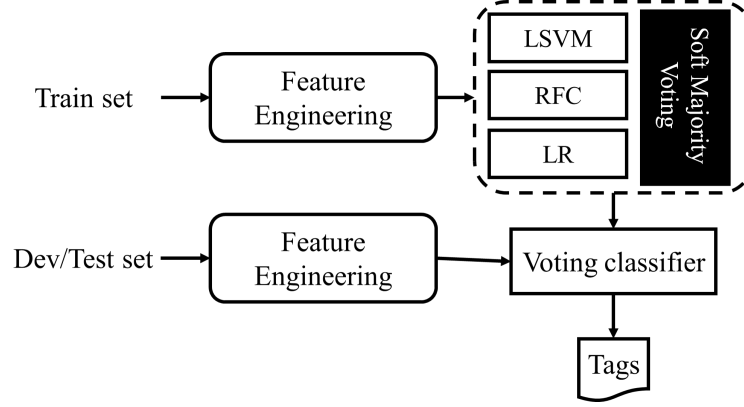 Train set
Feature
Engineering
LSVM
RFC
LR
Soft Majority
Voting
Dev/Test set
Feature
Engineering
Voting classifier
Tags